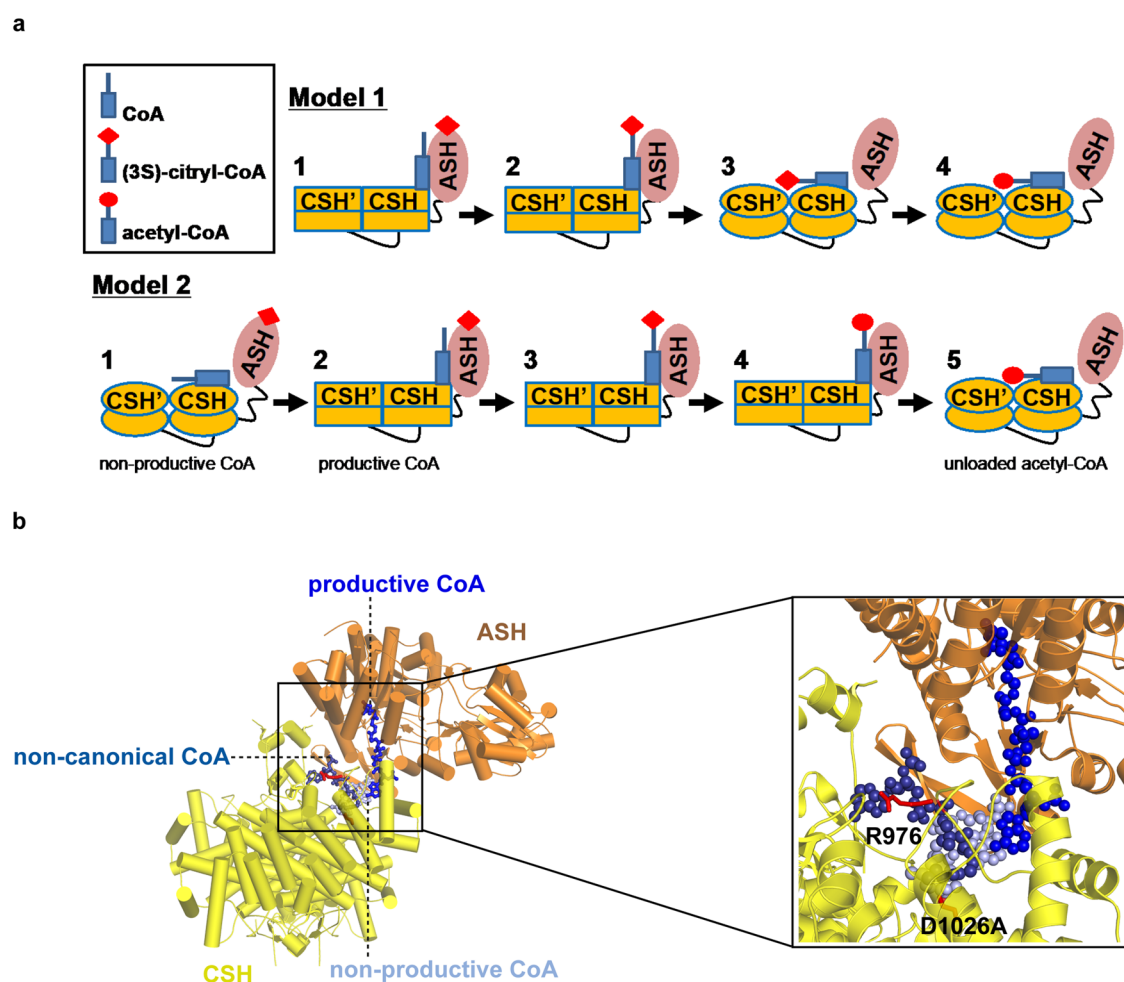 a
CoA
(3S)-citryl-CoA
acetyl-CoA
Model 1
1
CSH' CSH
ASH
2
CSH' CSH
ASH
3
CSH' CSH
ASH
4
CSH' CSH
ASH
Model 2
1
CSH' CSH
ASH
non-productive CoA
2
CSH' CSH
ASH
productive CoA
3
CSH' CSH
ASH
4
CSH' CSH
ASH
5
CSH' CSH
ASH
unloaded acetyl-CoA
b
productive CoA
ASH
non-canonical CoA
CSH
non-productive CoA
R976
D1026A